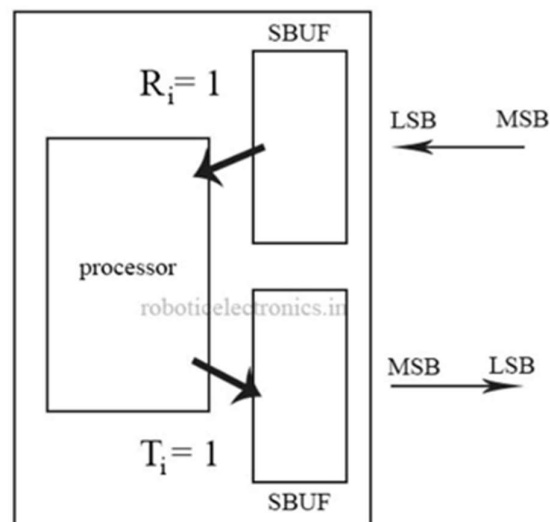 SBUF
Rᵢ= 1
LSB MSB
processor
roboticelectronics.in
MSB LSB
Tᵢ= 1
SBUF